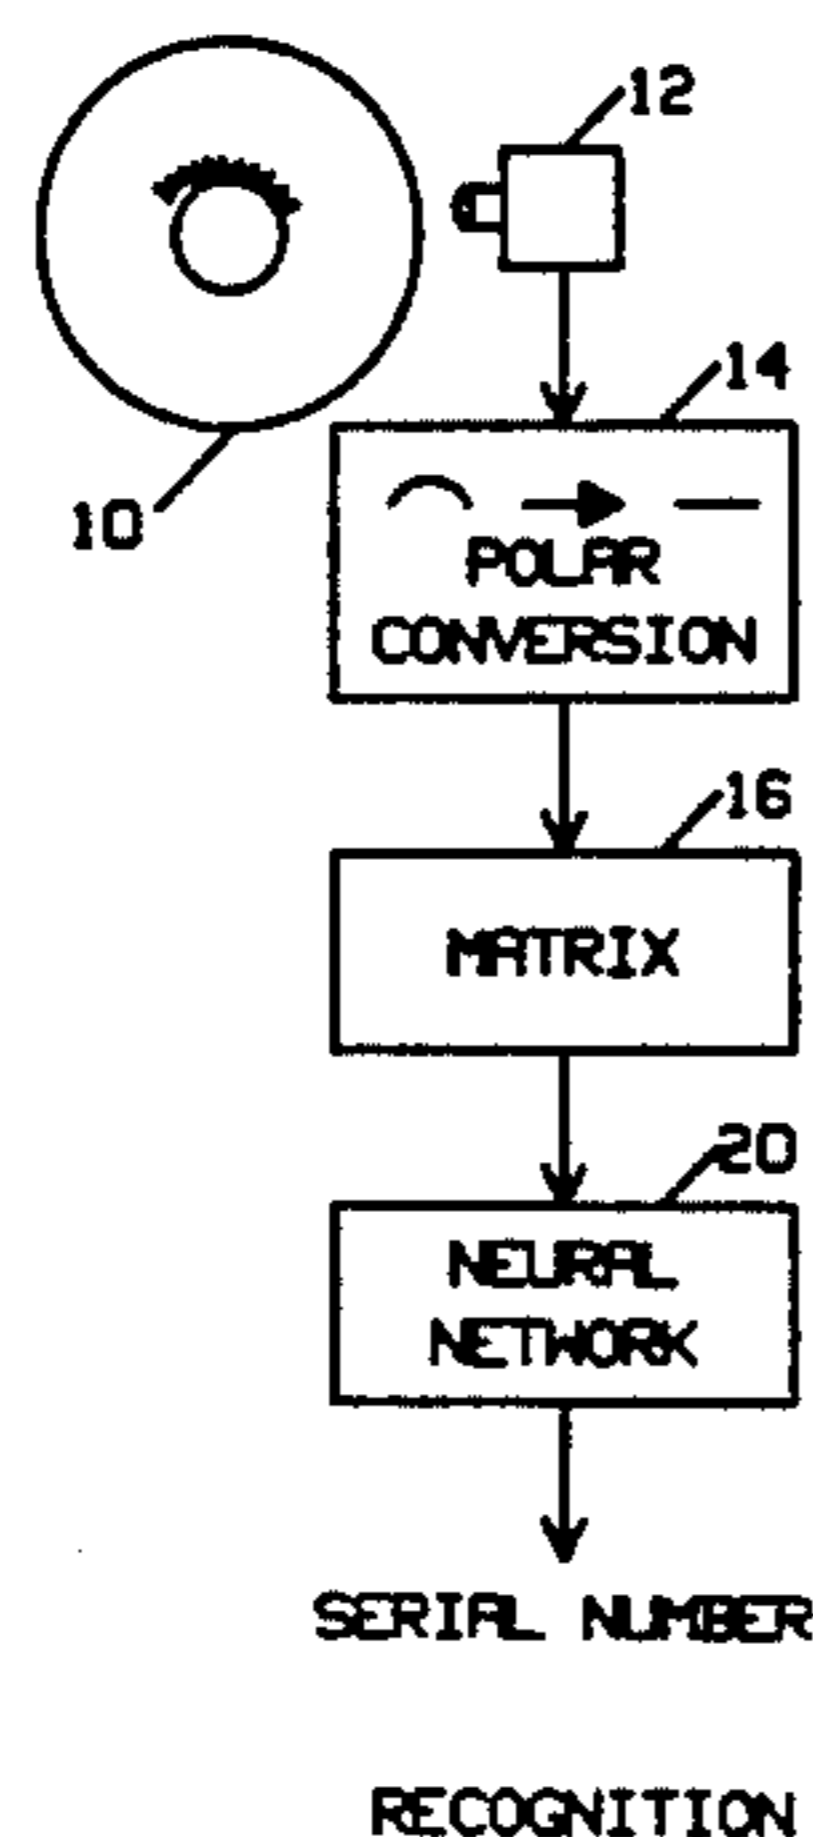 12
14
10
POLAR
CONVERSION
16
MATRIX
20
NEURAL
NETWORK
SERIAL NUMBER
RECOGNITION